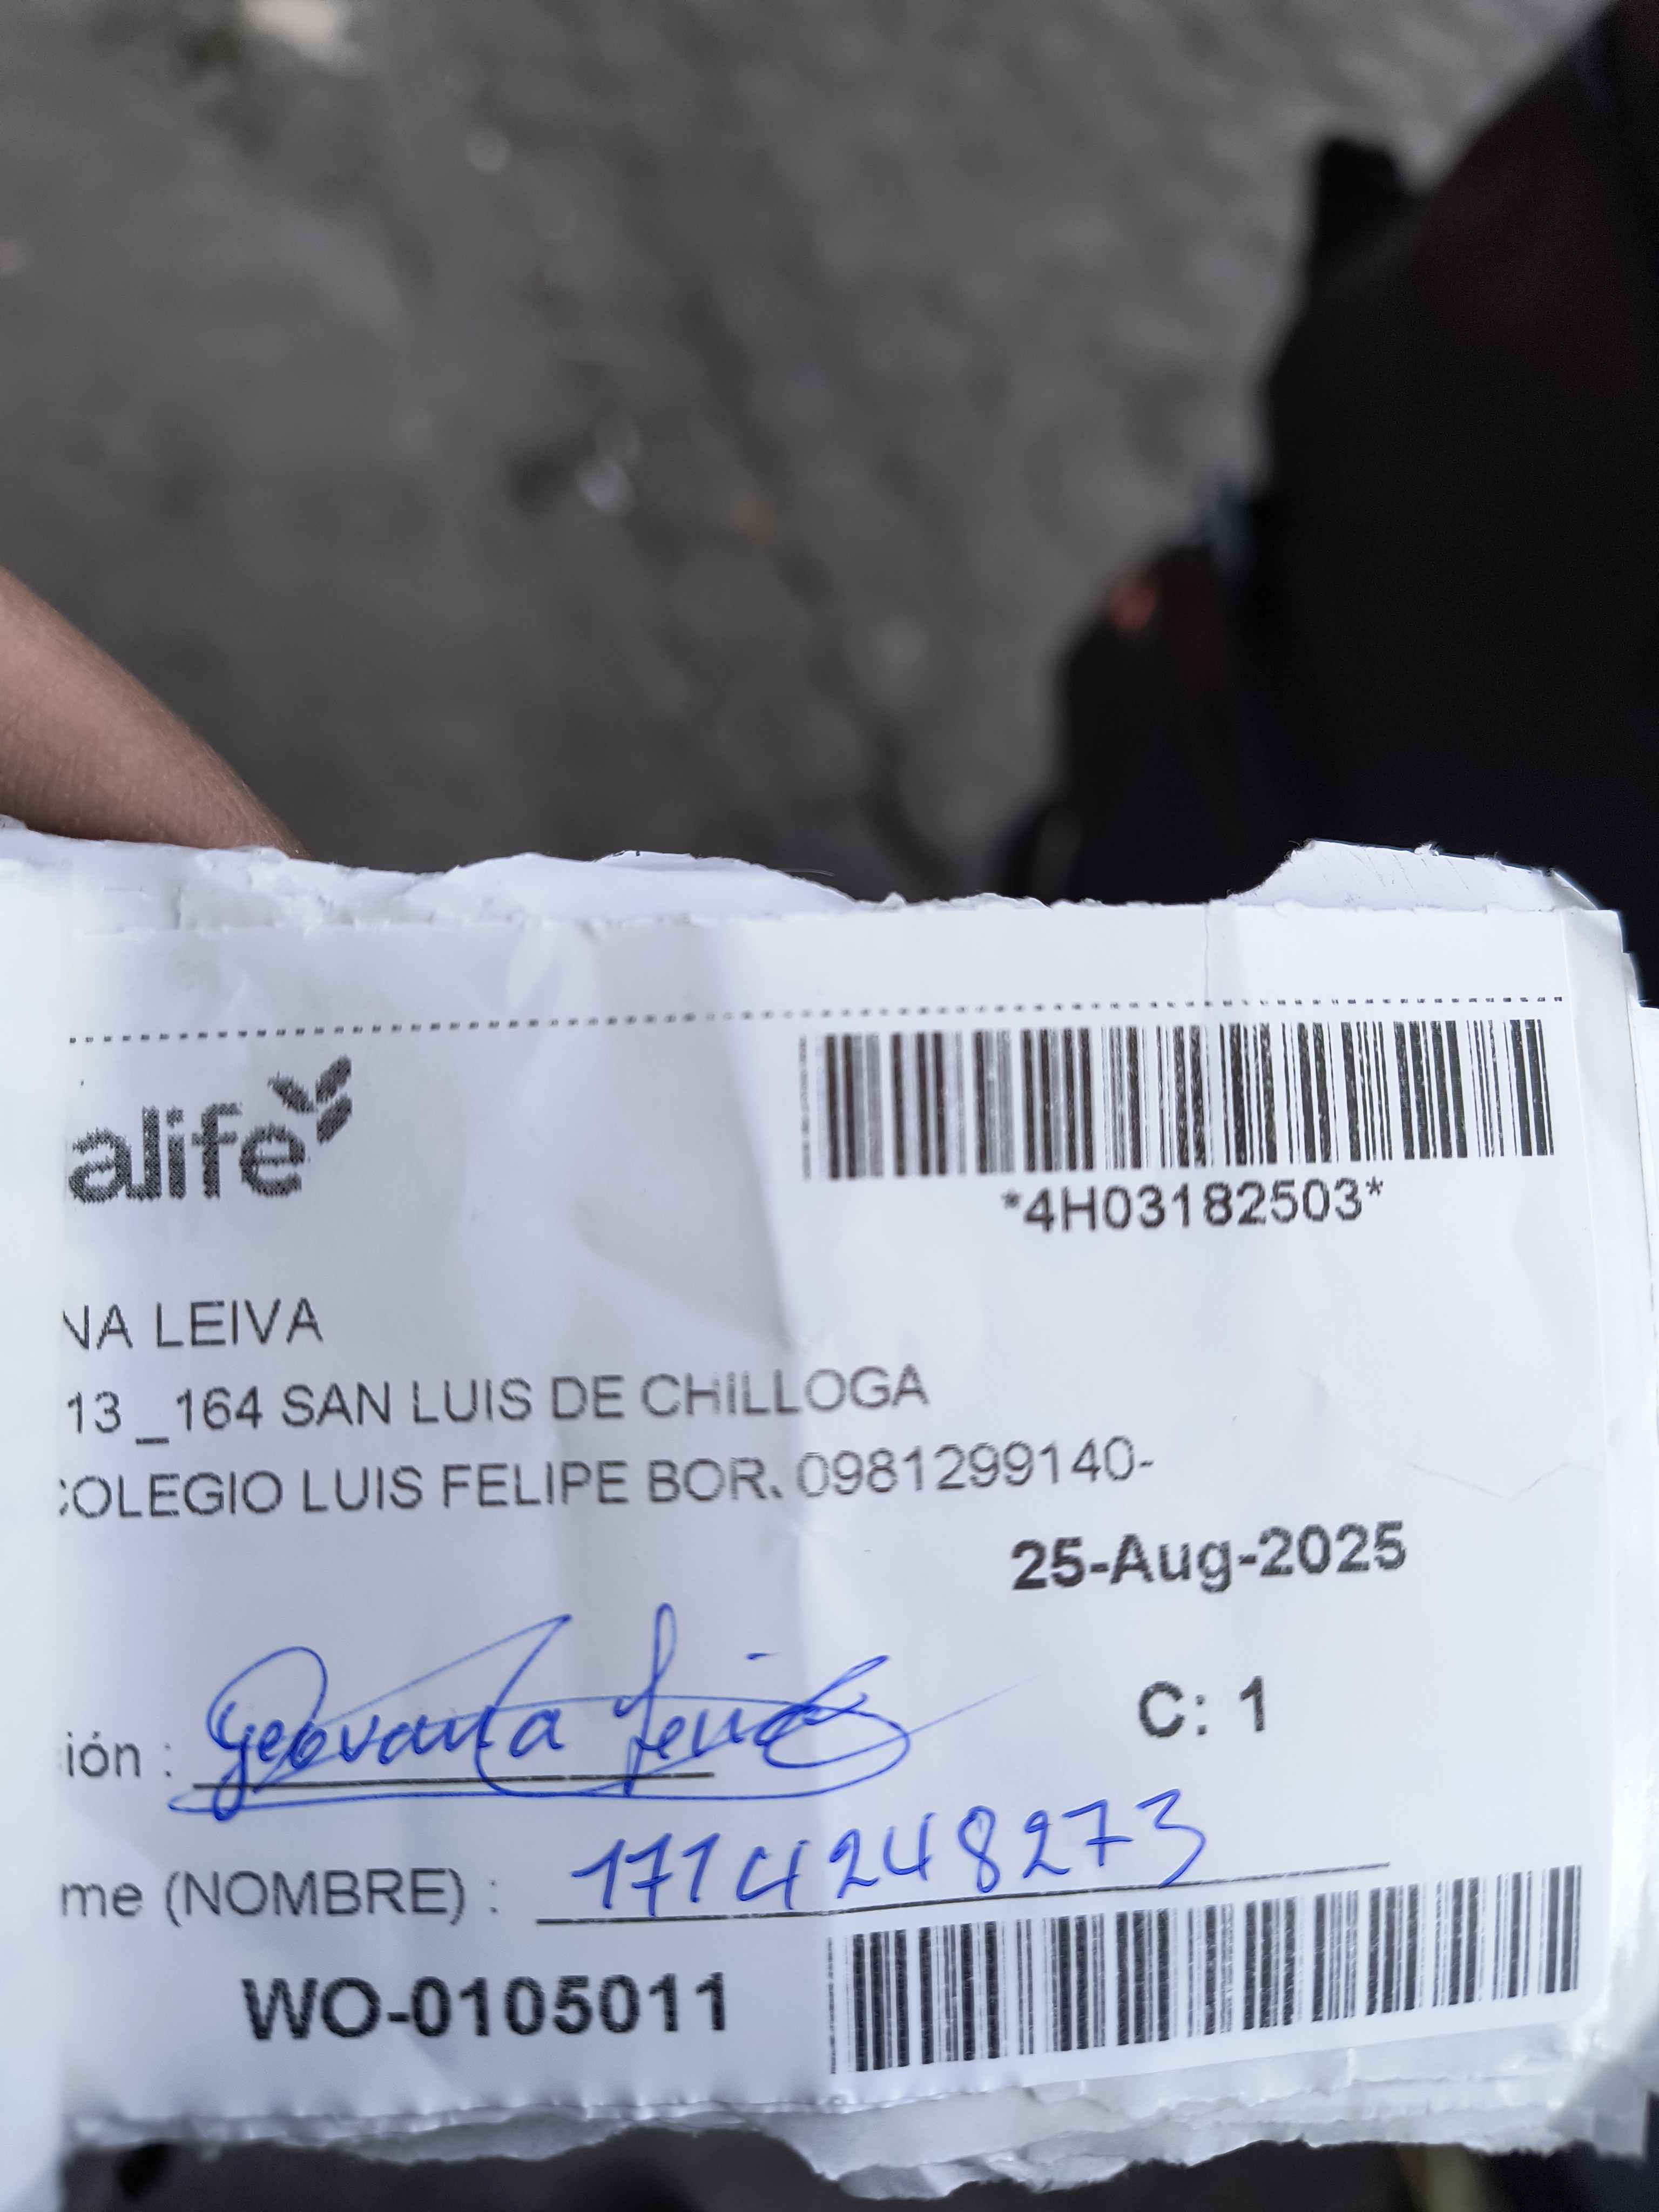 alife
*4H03182503*
NA LEIVA
13 _164 SAN LUIS DE CHILLOGA
COLEGIO LUIS FELIPE BOR. 0981299140-
25-Aug-2025
ión : Geovanna
C: 1
me (NOMBRE) : 1714248273
WO-0105011